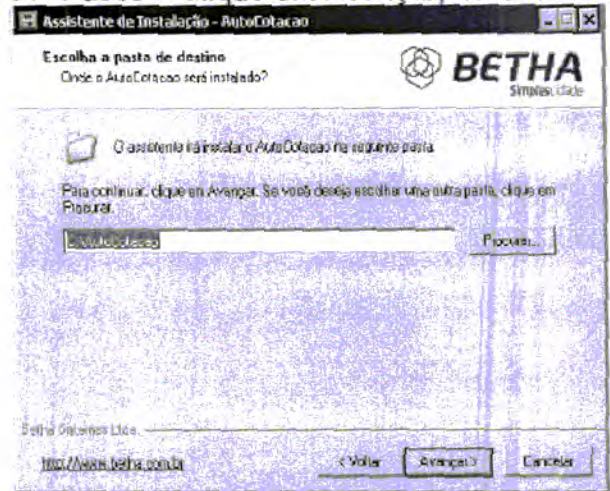 Assistente de Instalação - AutoCotacao
Escolha a pasta de destino
Onde o AutoCotacao será instalado?
BETHA
Simplescidade
O assistente irá instalar o AutoCotacao na seguinte pasta.
Para continuar, clique em Avançar. Se você deseja escolher uma outra pasta, clique em
Procurar.
C:\AutoCotacao
Procurar...
Betha Sistemas Ltda.
http://www.betha.com.br
< Voltar
Avançar >
Cancelar